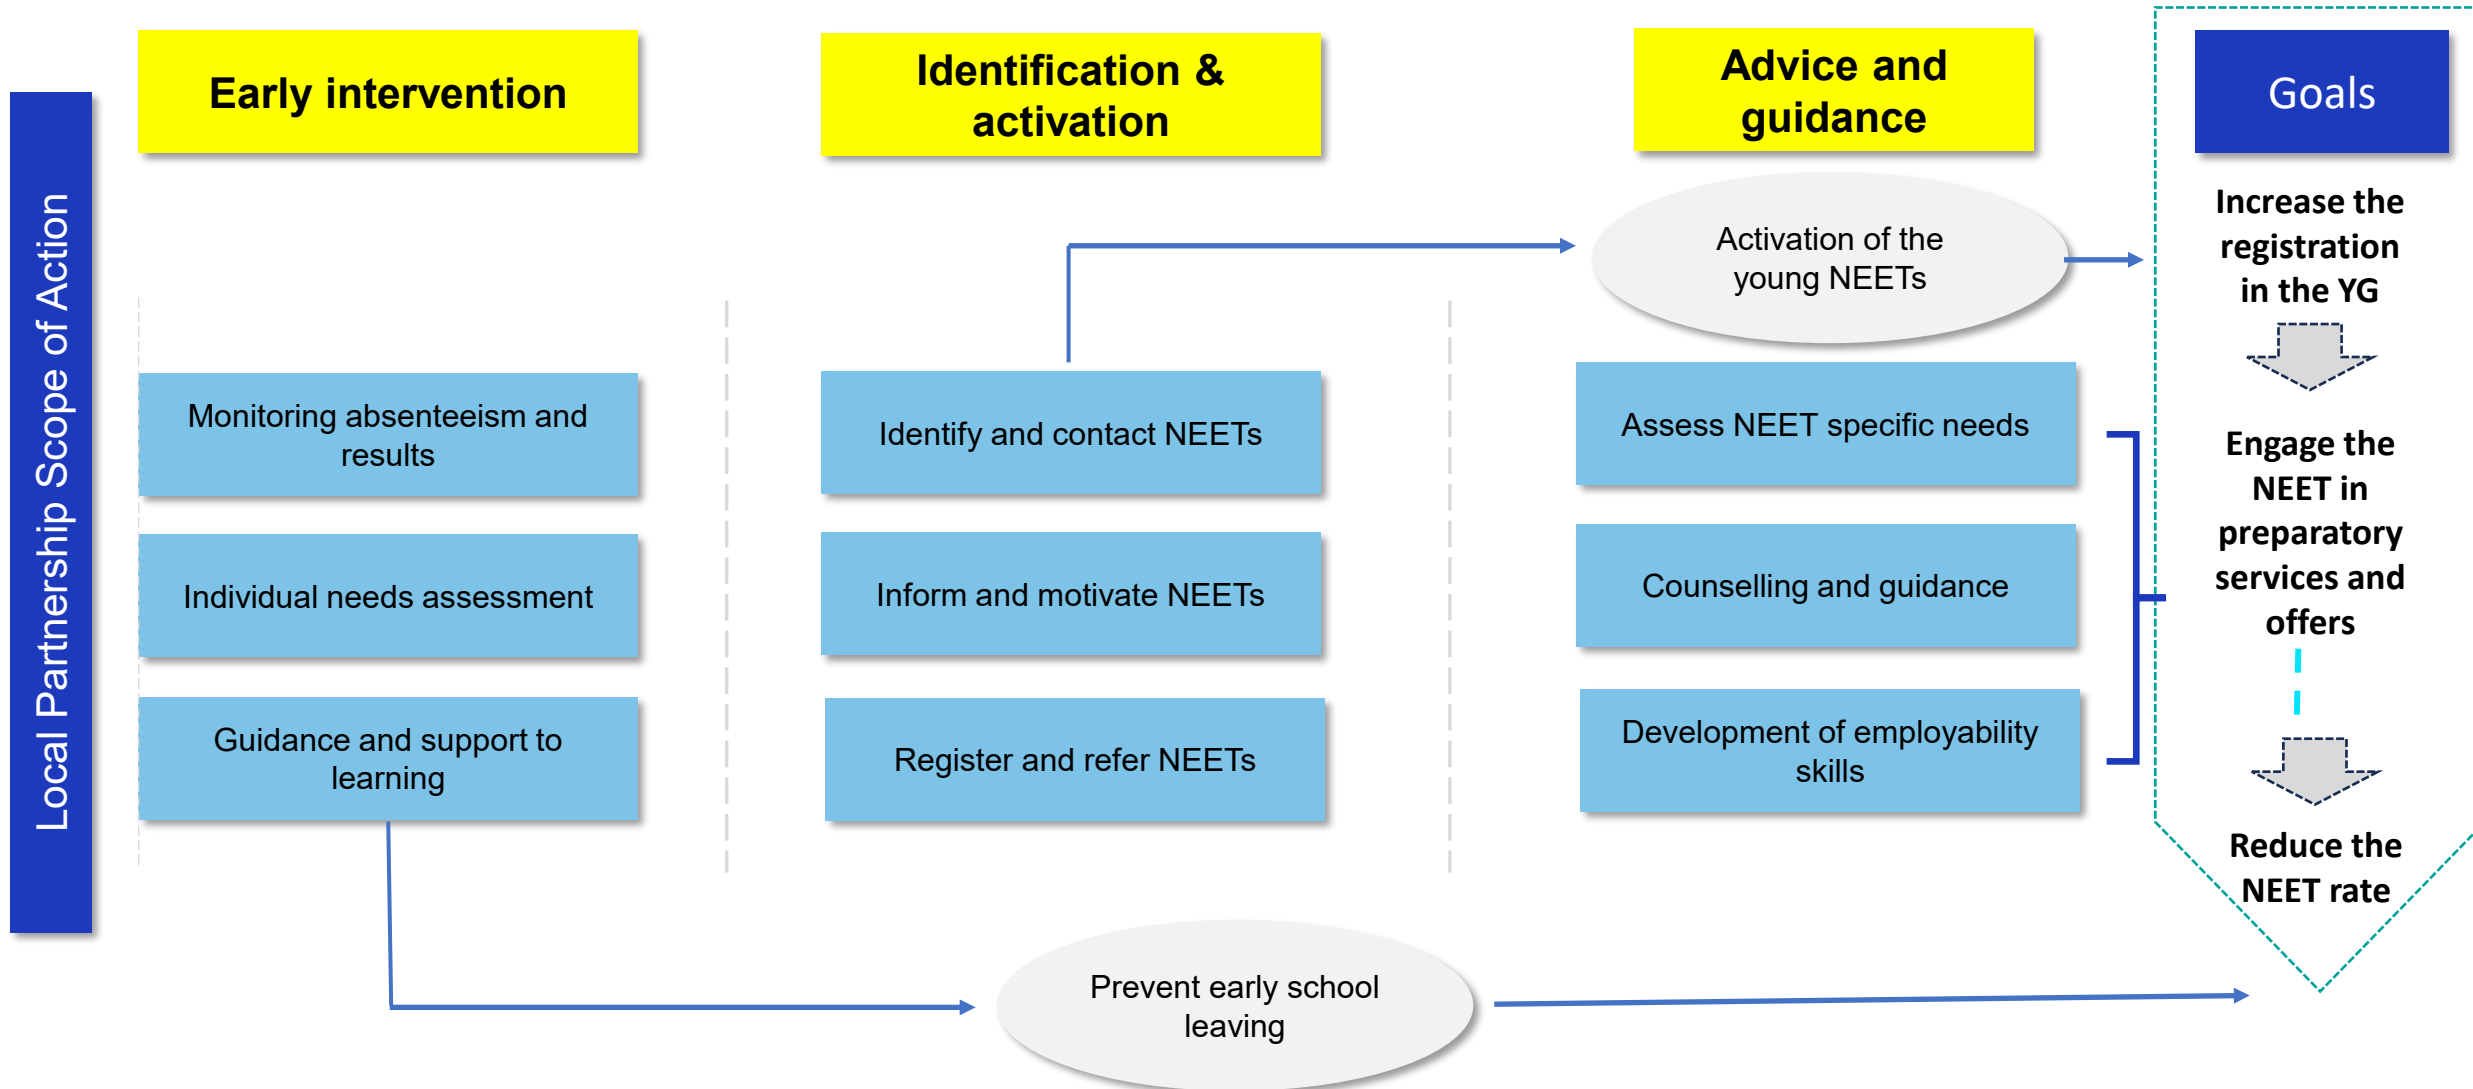 Local Partnership Scope of Action
Early intervention
Monitoring absenteeism and
results
Individual needs assessment
Guidance and support to
learning
Identification &
activation
Identify and contact NEETs
Inform and motivate NEETs
Register and refer NEETs
Prevent early school
leaving
Advice and
guidance
Activation of the
young NEETs
Assess NEET specific needs
Counselling and guidance
Development of employability
skills
Goals
Increase the
registration
in the YG
Engage the
NEET in
preparatory
services and
offers
Reduce the
NEET rate